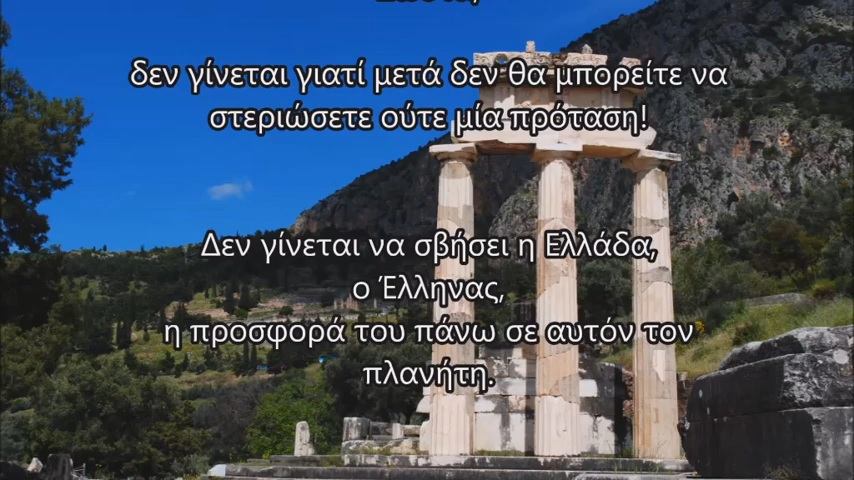 δεν γίνεται γιατί μετά δεν θα μπορείτε να
στεριώσετε ούτε μία πρόταση!
Δεν γίνεται να σβήσει η Ελλάδα,
ο Έλληνας,
η προσφορά του πάνω σε αυτόν τον
πλανήτη.